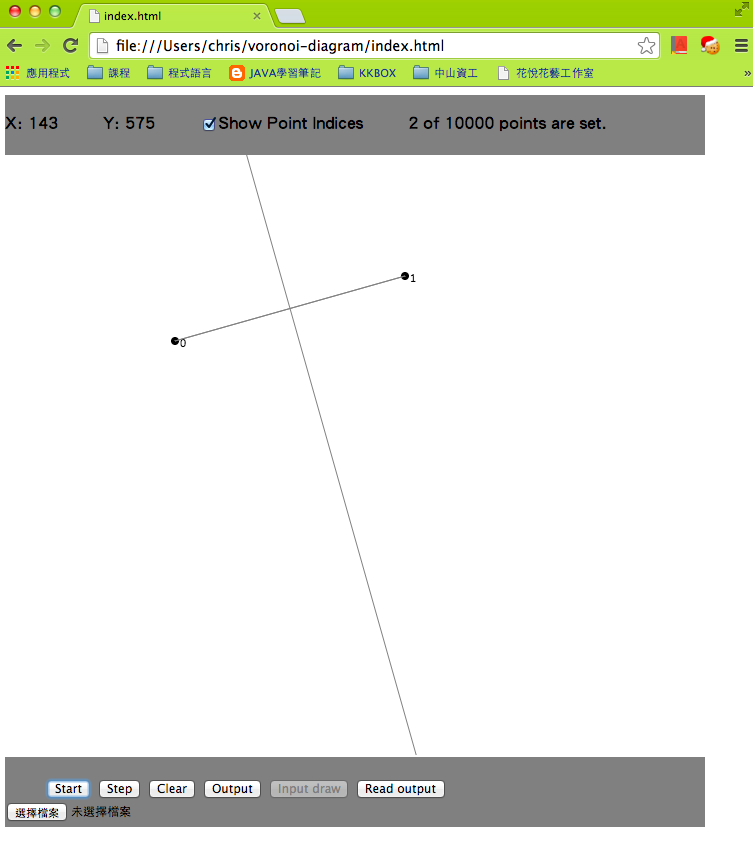 index.html
file:///Users/chris/voronoi-diagram/index.html
應用程式 課程 程式語言 JAVA學習筆記 KKBOX 中山資工 花悅花藝工作室 »
X: 143 Y: 575 Show Point Indices 2 of 10000 points are set.
1
0
Start Step Clear Output Input draw Read output
選擇檔案 未選擇檔案